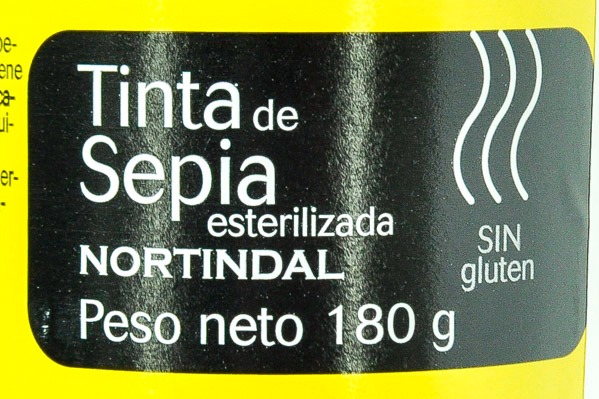 Tinta de
Sepia
esterilizada
NORTINDAL
Peso neto 180 g
SIN
gluten